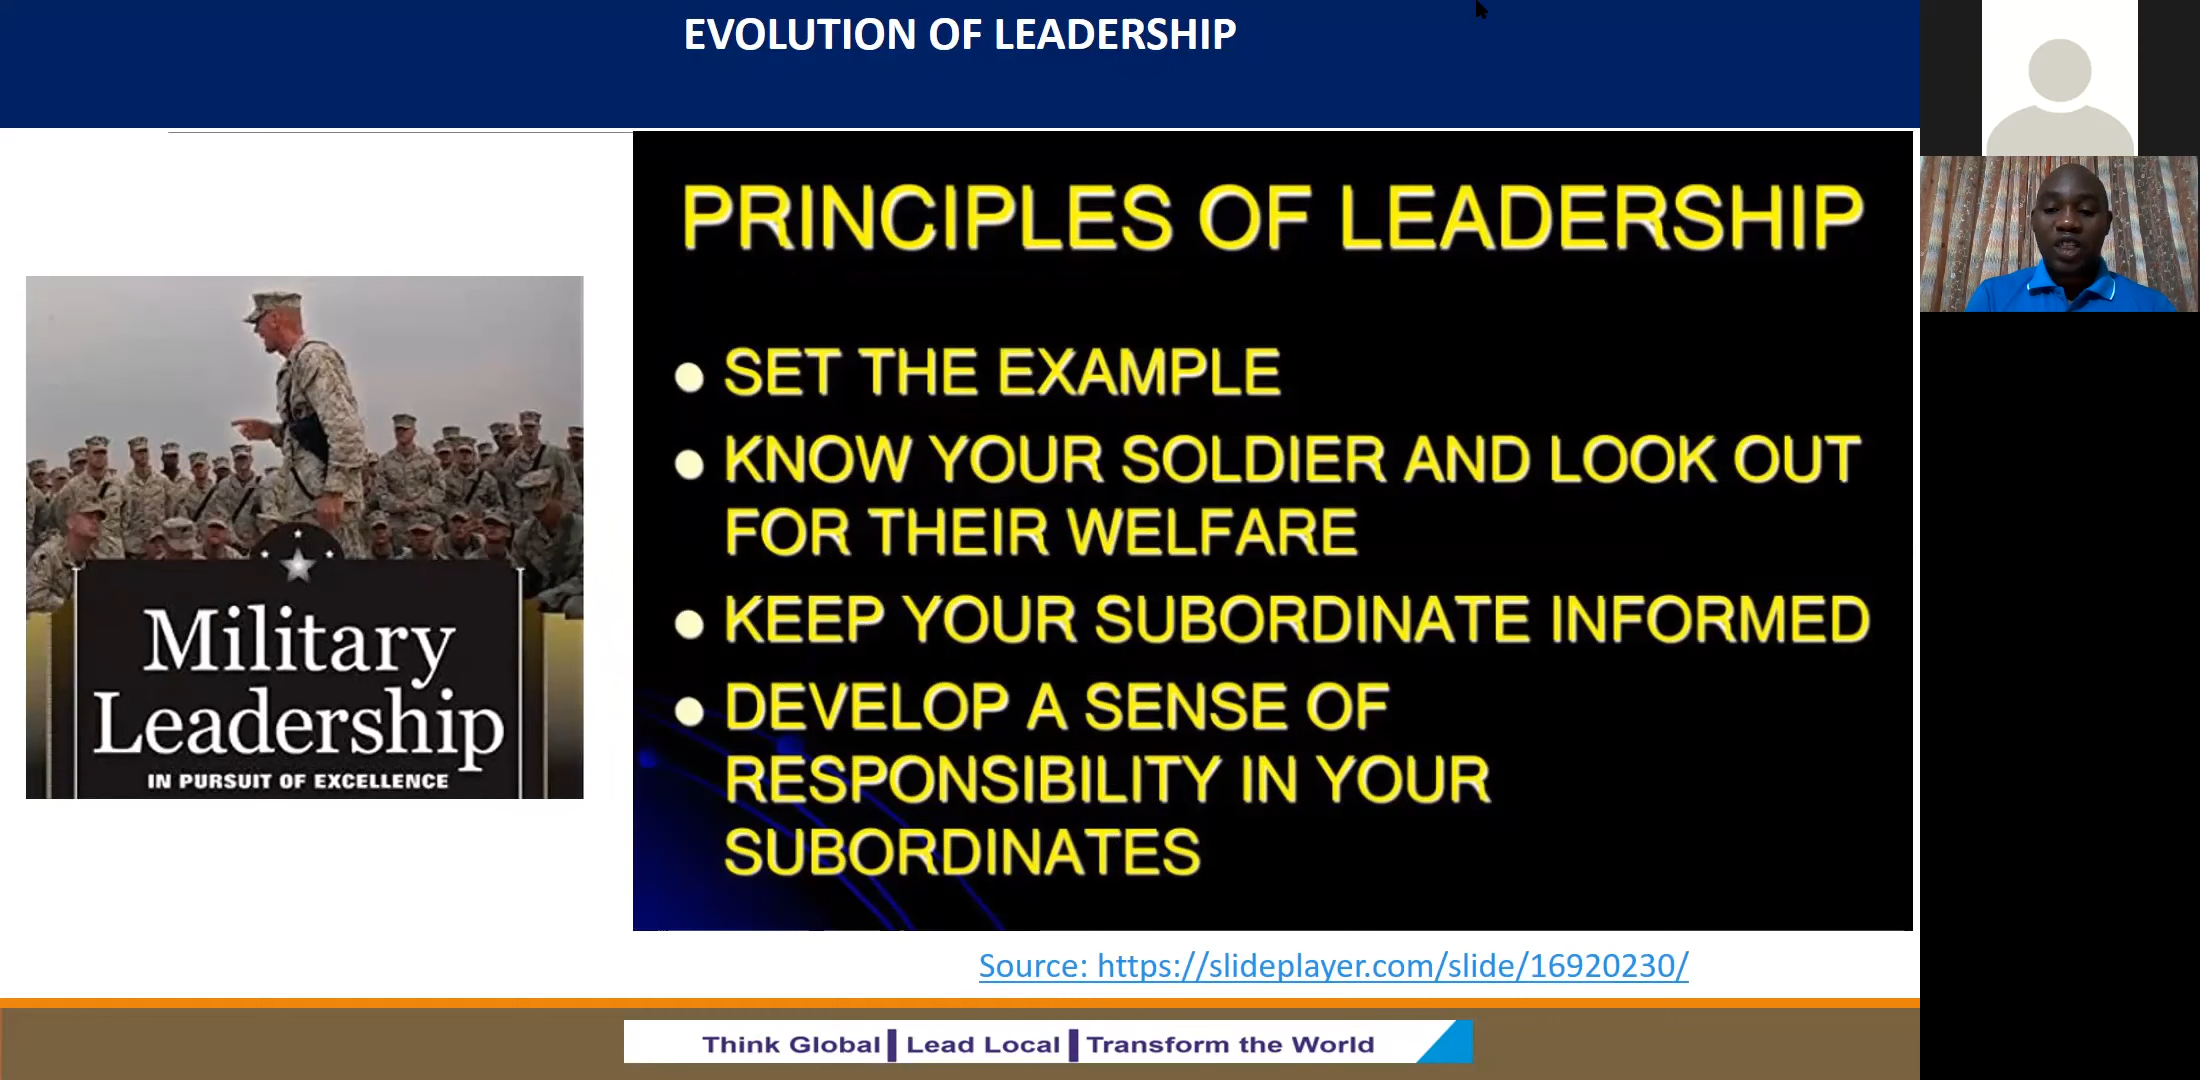 EVOLUTION OF LEADERSHIP
PRINCIPLES OF LEADERSHIP
SET THE EXAMPLE
KNOW YOUR SOLDIER AND LOOK OUT
FOR THEIR WELFARE
KEEP YOUR SUBORDINATE INFORMED
DEVELOP A SENSE OF
RESPONSIBILITY IN YOUR
SUBORDINATES
Military
Leadership
IN PURSUIT OF EXCELLENCE
Source: https://slideplayer.com/slide/16920230/
Think Global Lead Local Transform the World